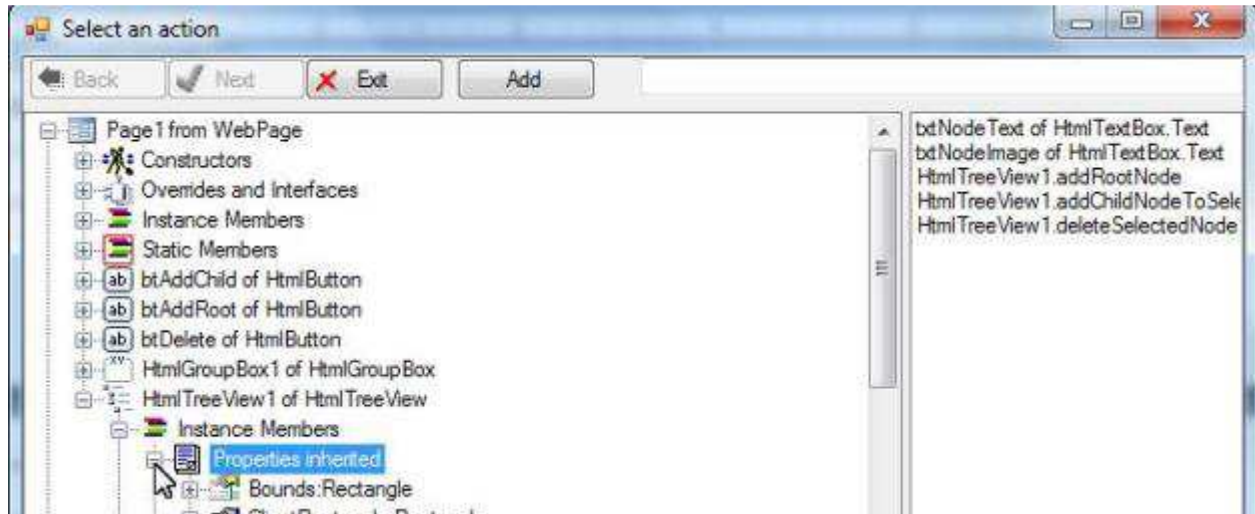 Select an action
Back Next Exit Add
Page1 from WebPage
Constructors
Overrides and Interfaces
Instance Members
Static Members
btAddChild of HtmlButton
btAddRoot of HtmlButton
btDelete of HtmlButton
HtmlGroupBox1 of HtmlGroupBox
HtmlTreeView1 of HtmlTreeView
Instance Members
Properties inherited
Bounds:Rectangle
txtNodeText of HtmlTextBox.Text
txtNodeImage of HtmlTextBox.Text
HtmlTreeView1.addRootNode
HtmlTreeView1.addChildNodeToSele
HtmlTreeView1.deleteSelectedNode